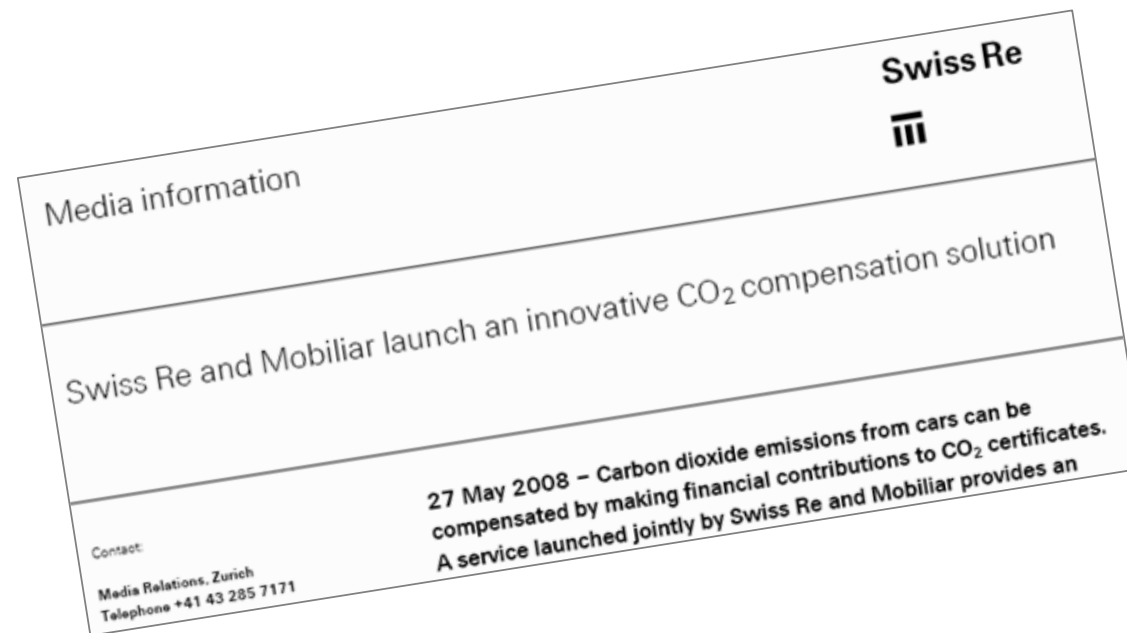 Swiss Re
Media information
Swiss Re and Mobiliar launch an innovative CO₂ compensation solution
27 May 2008 – Carbon dioxide emissions from cars can be
compensated by making financial contributions to CO₂ certificates.
A service launched jointly by Swiss Re and Mobiliar provides an
Contact:
Media Relations, Zurich
Telephone +41 43 285 7171